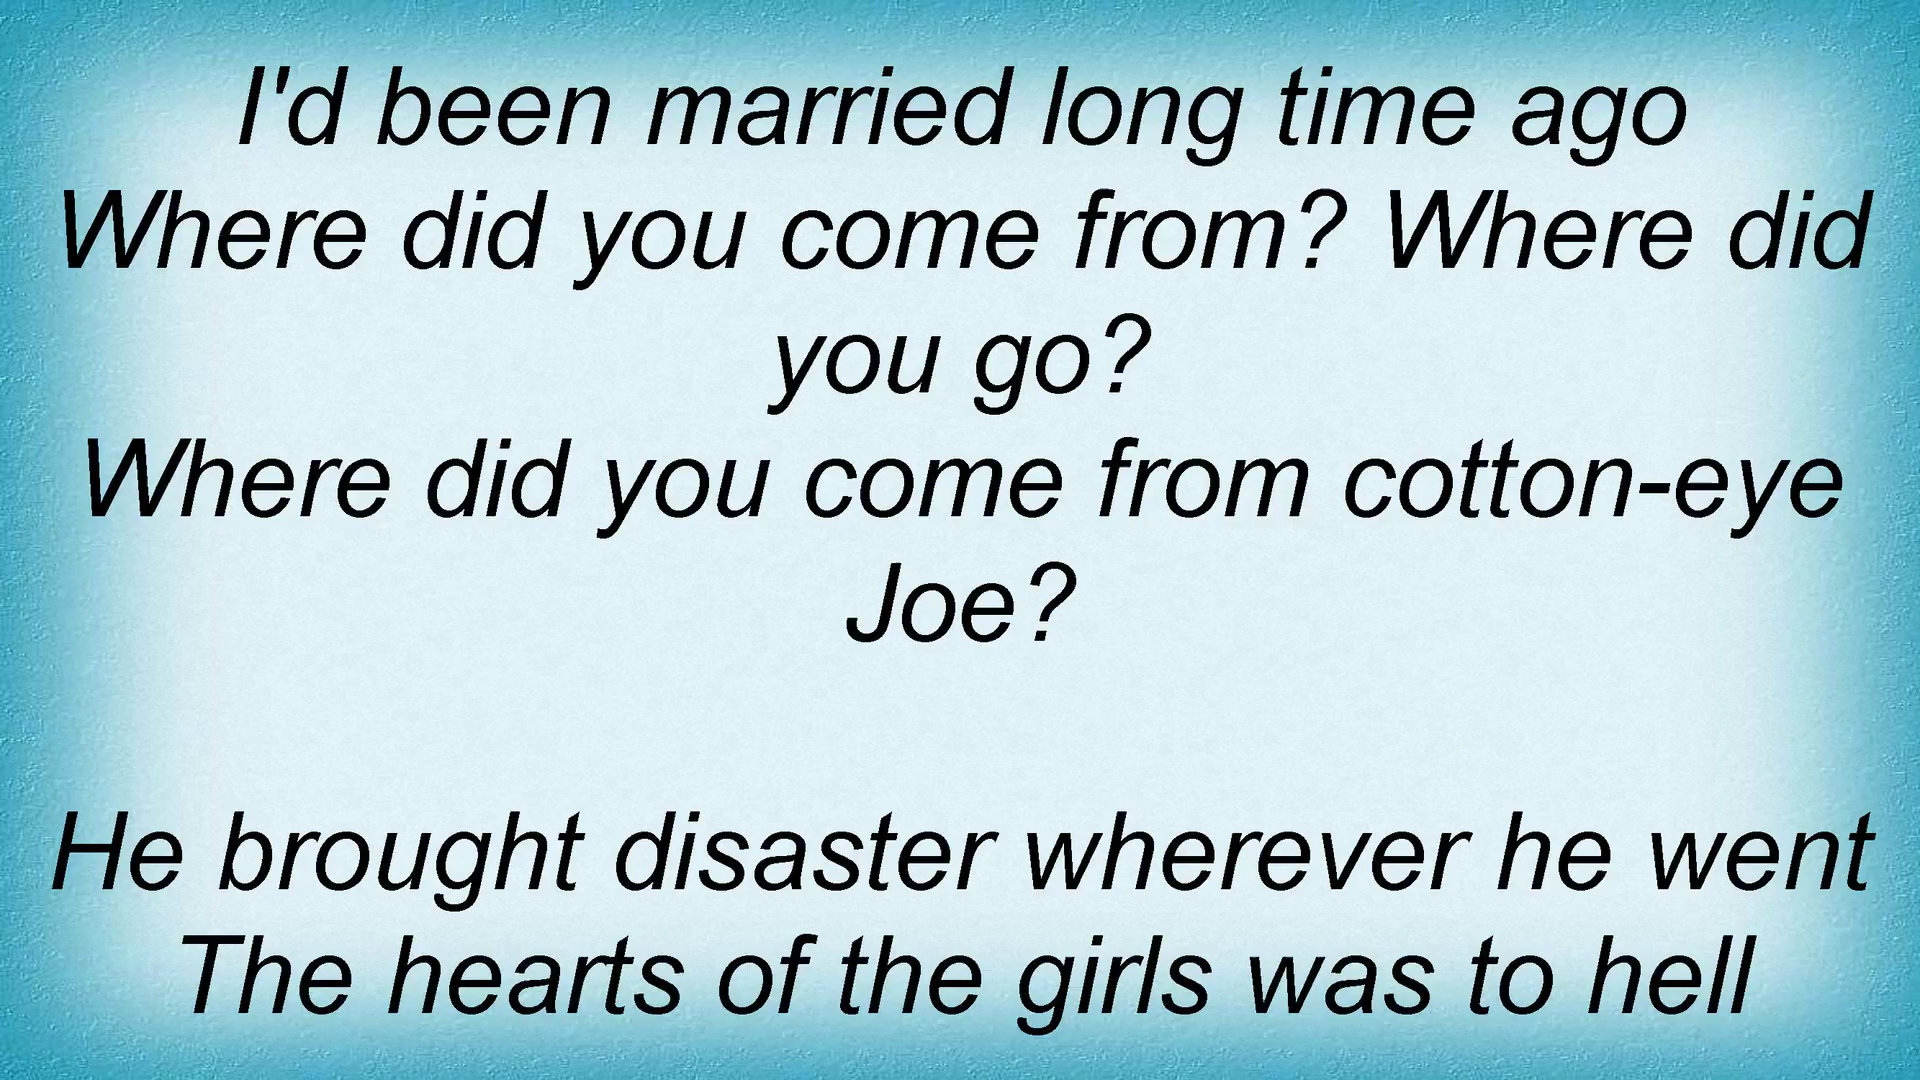 I'd been married long time ago
Where did you come from? Where did
you go?
Where did you come from cotton-eye
Joe?
He brought disaster wherever he went
The hearts of the girls was to hell